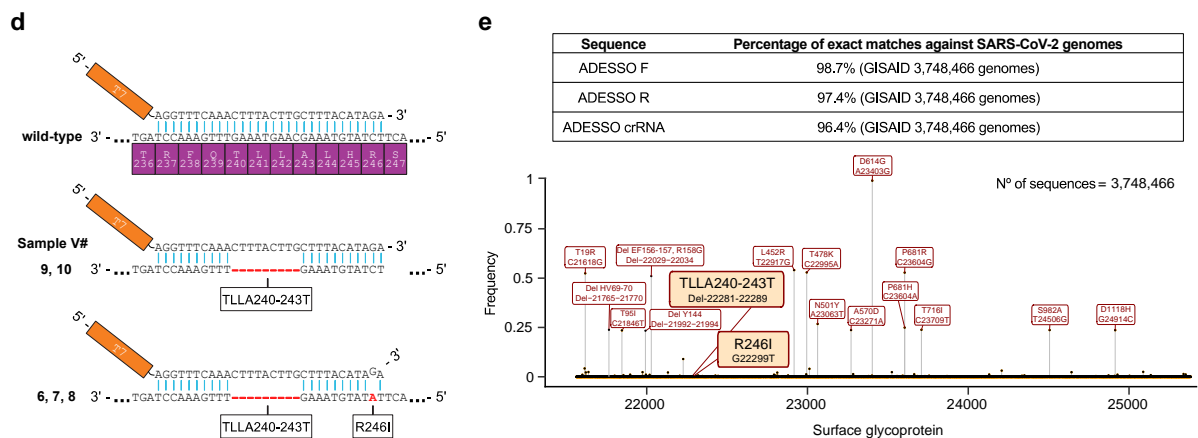 d
5'
T7
AGGTTTCAAACTTTACTTGCTTTACATAGA - 3'
wild-type
3' ... TGATCCAAAGTTTGAAATGAACGAAATGTATCTTCA ... 5'
T 236 R 237 F 238 Q 239 T 240 L 241 L 242 A 243 L 244 H 245 R 246 S 247
5'
T7
Sample V#
AGGTTTCAAACTTTACTTGCTTTACATAGA - 3'
9, 10
3' ... TGATCCAAAGTTT----------GAAATGTATCT ... 5'
TLLA240-243T
5'
T7
AGGTTTCAAACTTTACTTGCTTTACATAGA - 3'
6, 7, 8
3' ... TGATCCAAAGTTT----------GAAATGTATATTCA ... 5'
TLLA240-243T
R246I
e
Sequence Percentage of exact matches against SARS-CoV-2 genomes
ADESSO F 98.7% (GISAID 3,748,466 genomes)
ADESSO R 97.4% (GISAID 3,748,466 genomes)
ADESSO crRNA 96.4% (GISAID 3,748,466 genomes)
Nº of sequences = 3,748,466
Frequency
1
0.75
0.5
0.25
0
D614G
A23403G
T19R
C21618G
Del EF156-157, R158G
Del~22029-22034
L452R
T22917G
T478K
C22995A
P681R
C23604G
Del HV69-70
Del~21765-21770
TLLA240-243T
Del-22281-22289
P681H
C23604A
T95I
C21846T
Del Y144
Del~21992-21994
N501Y
A23063T
A570D
C23271A
T716I
C23709T
S982A
T24506G
D1118H
G24914C
R246I
G22299T
22000
23000
24000
25000
Surface glycoprotein